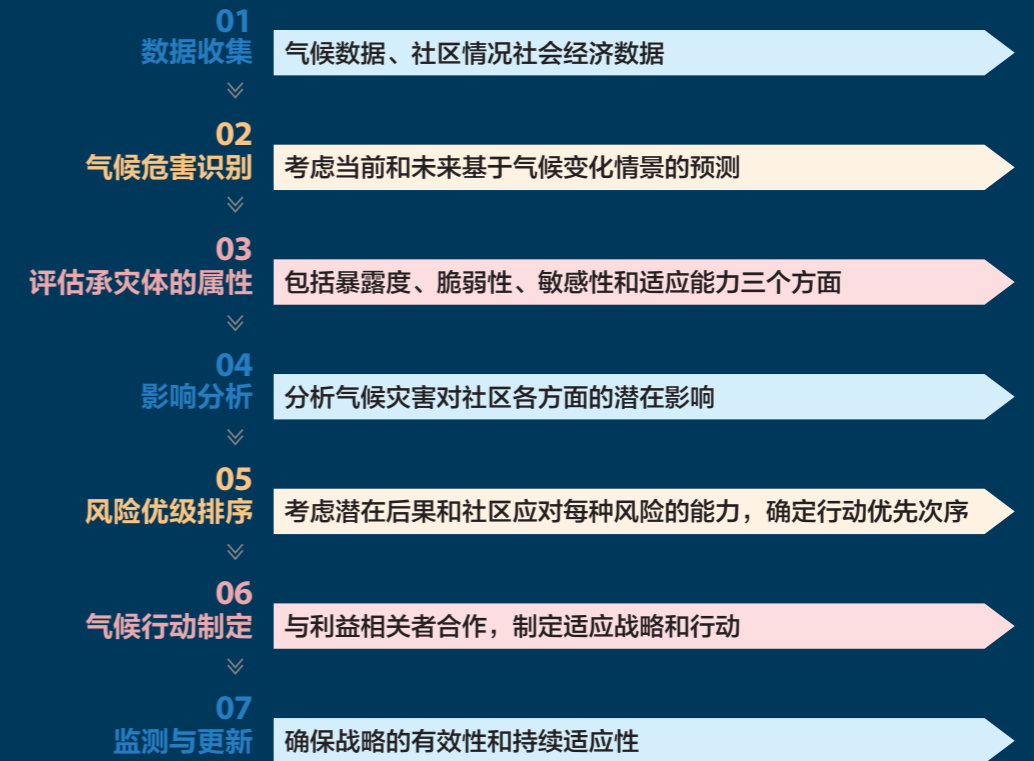 01
数据收集
气候数据、社区情况社会经济数据
02
气候危害识别
考虑当前和未来基于气候变化情景的预测
03
评估承灾体的属性
包括暴露度、脆弱性、敏感性和适应能力三个方面
04
影响分析
分析气候灾害对社区各方面的潜在影响
05
风险优级排序
考虑潜在后果和社区应对每种风险的能力，确定行动优先次序
06
气候行动制定
与利益相关者合作，制定适应战略和行动
07
监测与更新
确保战略的有效性和持续适应性